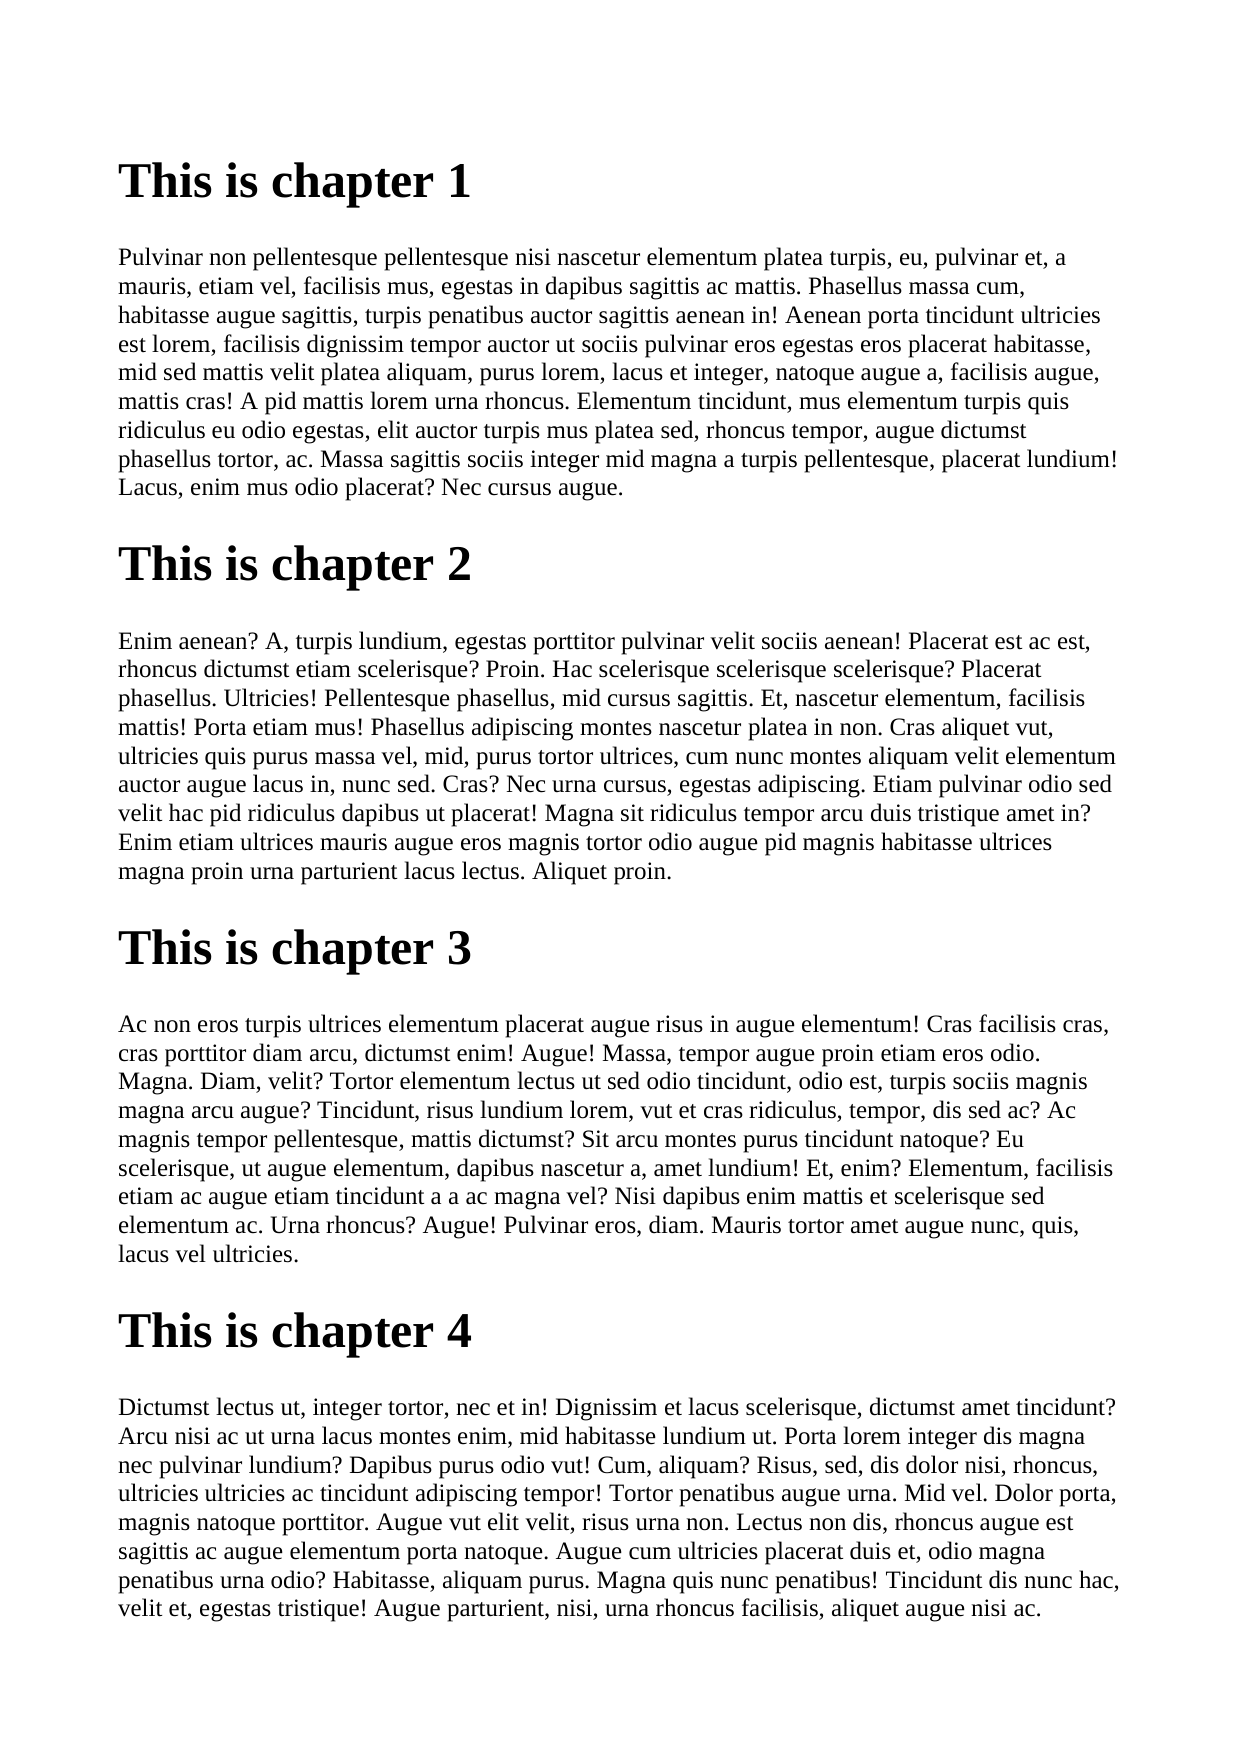 This is chapter 1
Pulvinar non pellentesque pellentesque nisi nascetur elementum platea turpis, eu, pulvinar et, a
mauris, etiam vel, facilisis mus, egestas in dapibus sagittis ac mattis. Phasellus massa cum,
habitasse augue sagittis, turpis penatibus auctor sagittis aenean in! Aenean porta tincidunt ultricies
est lorem, facilisis dignissim tempor auctor ut sociis pulvinar eros egestas eros placerat habitasse,
mid sed mattis velit platea aliquam, purus lorem, lacus et integer, natoque augue a, facilisis augue,
mattis cras! A pid mattis lorem urna rhoncus. Elementum tincidunt, mus elementum turpis quis
ridiculus eu odio egestas, elit auctor turpis mus platea sed, rhoncus tempor, augue dictumst
phasellus tortor, ac. Massa sagittis sociis integer mid magna a turpis pellentesque, placerat lundium!
Lacus, enim mus odio placerat? Nec cursus augue.
This is chapter 2
Enim aenean? A, turpis lundium, egestas porttitor pulvinar velit sociis aenean! Placerat est ac est,
rhoncus dictumst etiam scelerisque? Proin. Hac scelerisque scelerisque scelerisque? Placerat
phasellus. Ultricies! Pellentesque phasellus, mid cursus sagittis. Et, nascetur elementum, facilisis
mattis! Porta etiam mus! Phasellus adipiscing montes nascetur platea in non. Cras aliquet vut,
ultricies quis purus massa vel, mid, purus tortor ultrices, cum nunc montes aliquam velit elementum
auctor augue lacus in, nunc sed. Cras? Nec urna cursus, egestas adipiscing. Etiam pulvinar odio sed
velit hac pid ridiculus dapibus ut placerat! Magna sit ridiculus tempor arcu duis tristique amet in?
Enim etiam ultrices mauris augue eros magnis tortor odio augue pid magnis habitasse ultrices
magna proin urna parturient lacus lectus. Aliquet proin.
This is chapter 3
Ac non eros turpis ultrices elementum placerat augue risus in augue elementum! Cras facilisis cras,
cras porttitor diam arcu, dictumst enim! Augue! Massa, tempor augue proin etiam eros odio.
Magna. Diam, velit? Tortor elementum lectus ut sed odio tincidunt, odio est, turpis sociis magnis
magna arcu augue? Tincidunt, risus lundium lorem, vut et cras ridiculus, tempor, dis sed ac? Ac
magnis tempor pellentesque, mattis dictumst? Sit arcu montes purus tincidunt natoque? Eu
scelerisque, ut augue elementum, dapibus nascetur a, amet lundium! Et, enim? Elementum, facilisis
etiam ac augue etiam tincidunt a a ac magna vel? Nisi dapibus enim mattis et scelerisque sed
elementum ac. Urna rhoncus? Augue! Pulvinar eros, diam. Mauris tortor amet augue nunc, quis,
lacus vel ultricies.
This is chapter 4
Dictumst lectus ut, integer tortor, nec et in! Dignissim et lacus scelerisque, dictumst amet tincidunt?
Arcu nisi ac ut urna lacus montes enim, mid habitasse lundium ut. Porta lorem integer dis magna
nec pulvinar lundium? Dapibus purus odio vut! Cum, aliquam? Risus, sed, dis dolor nisi, rhoncus,
ultricies ultricies ac tincidunt adipiscing tempor! Tortor penatibus augue urna. Mid vel. Dolor porta,
magnis natoque porttitor. Augue vut elit velit, risus urna non. Lectus non dis, rhoncus augue est
sagittis ac augue elementum porta natoque. Augue cum ultricies placerat duis et, odio magna
penatibus urna odio? Habitasse, aliquam purus. Magna quis nunc penatibus! Tincidunt dis nunc hac,
velit et, egestas tristique! Augue parturient, nisi, urna rhoncus facilisis, aliquet augue nisi ac.